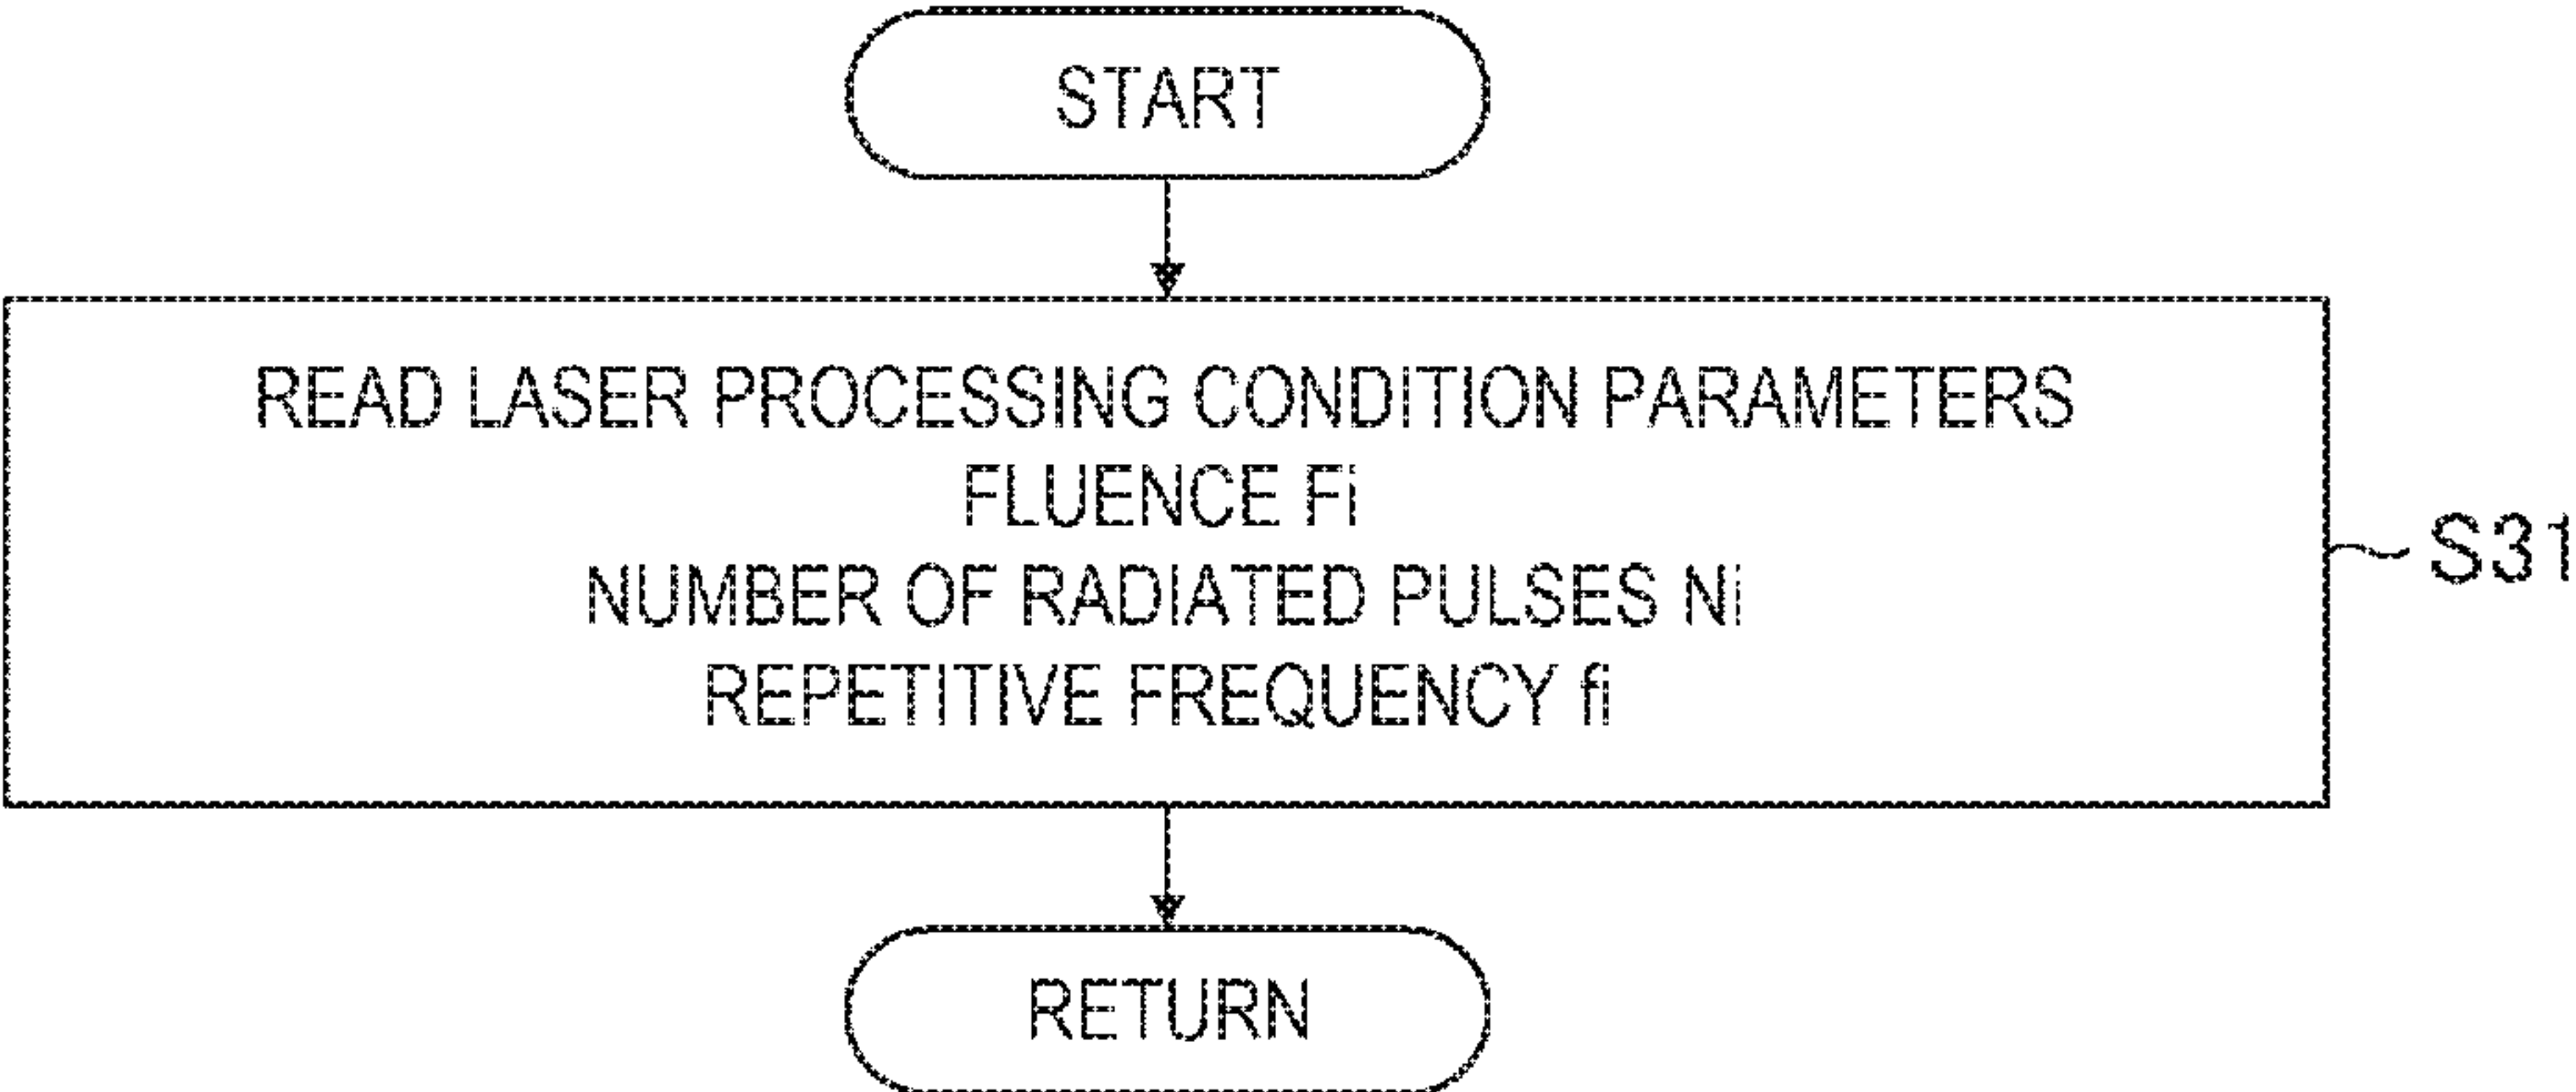 START
READ LASER PROCESSING CONDITION PARAMETERS
FLUENCE Fi
NUMBER OF RADIATED PULSES Ni
REPETITIVE FREQUENCY fi
S31
RETURN